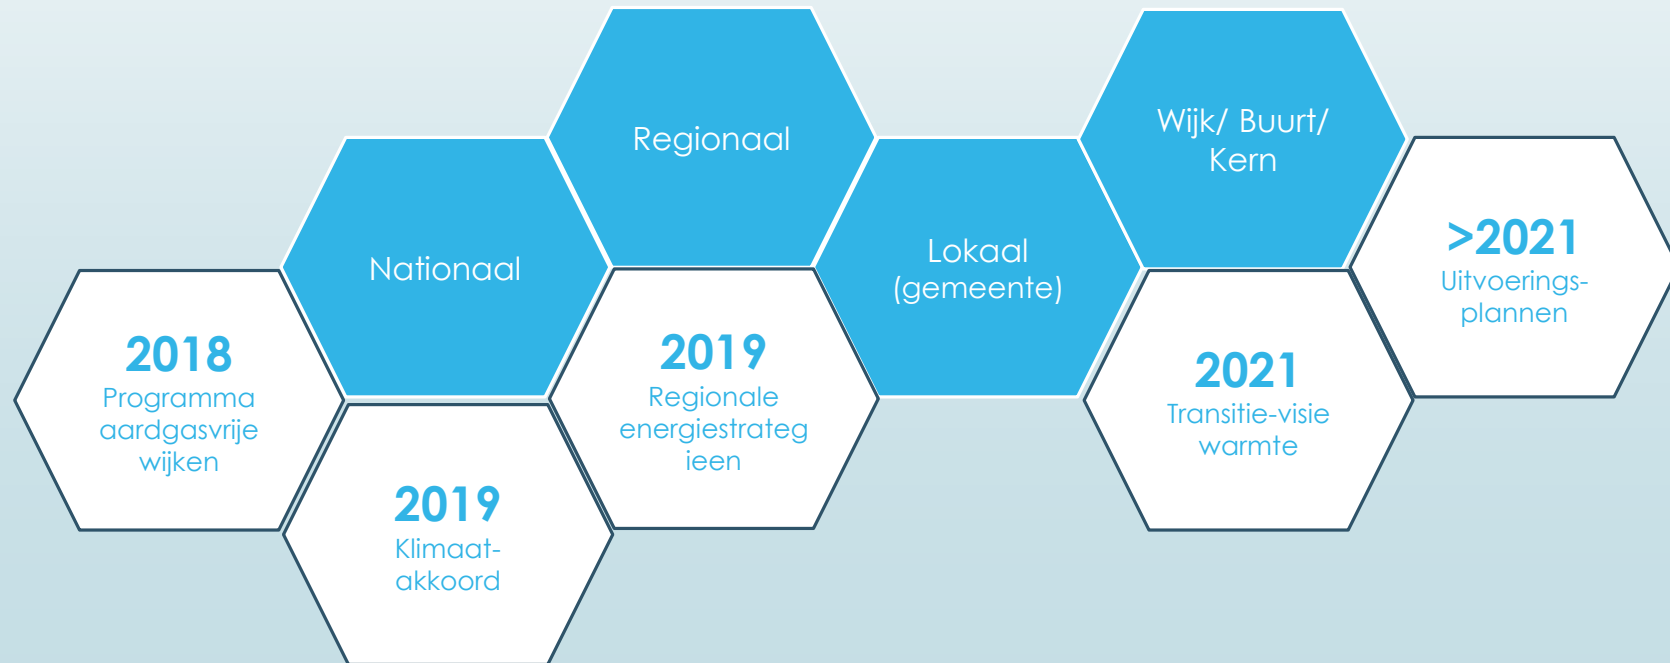 2018
Programma
aardgasvrije
wijken
Nationaal
2019
Klimaat-
akkoord
Regionaal
2019
Regionale
energiestrateg
ieen
Lokaal
(gemeente)
2021
Transitie-visie
warmte
Wijk/ Buurt/
Kern
>2021
Uitvoerings-
plannen